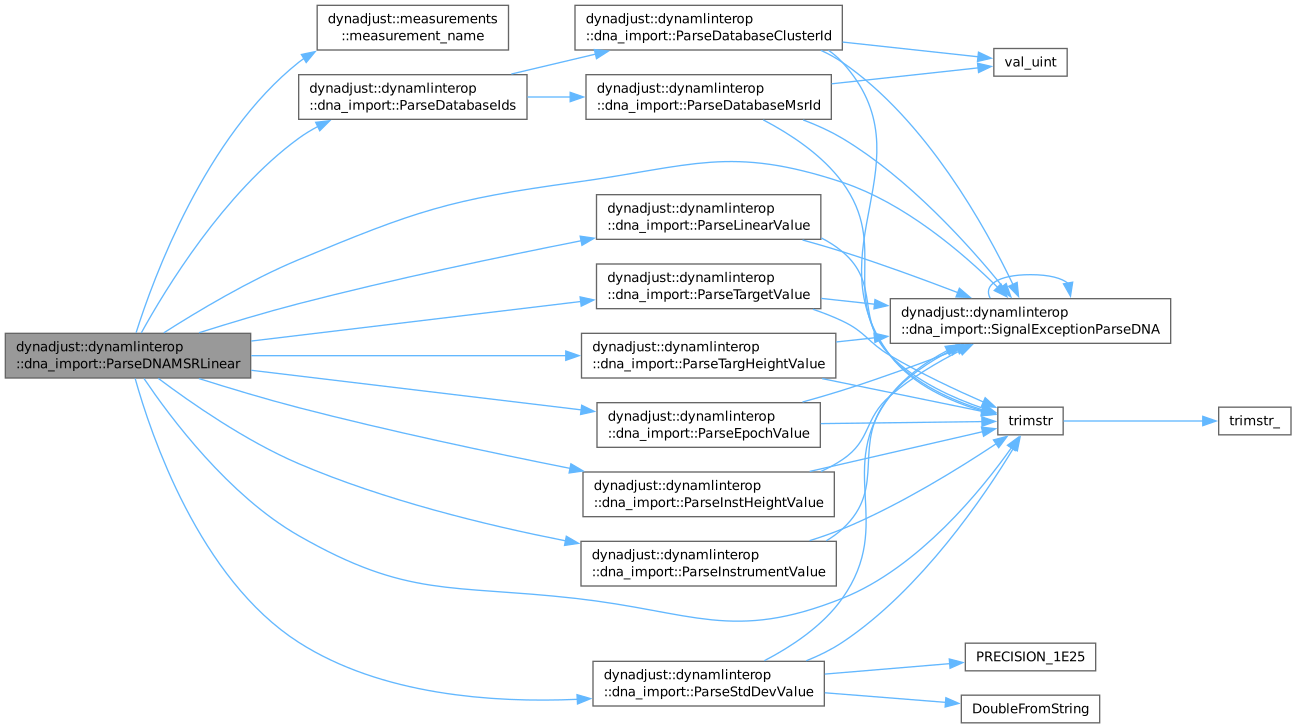 dynadjust::measurements
::measurement_name
dynadjust::dynamlinterop
::dna_import::ParseDatabaseClusterId
val_uint
dynadjust::dynamlinterop
::dna_import::ParseDatabaseIds
dynadjust::dynamlinterop
::dna_import::ParseDatabaseMsrId
dynadjust::dynamlinterop
::dna_import::ParseLinearValue
dynadjust::dynamlinterop
::dna_import::ParseTargetValue
dynadjust::dynamlinterop
::dna_import::SignalExceptionParseDNA
dynadjust::dynamlinterop
::dna_import::ParseDNAMSRLinear
dynadjust::dynamlinterop
::dna_import::ParseTargHeightValue
dynadjust::dynamlinterop
::dna_import::ParseEpochValue
trimstr
trimstr_
dynadjust::dynamlinterop
::dna_import::ParseInstHeightValue
dynadjust::dynamlinterop
::dna_import::ParseInstrumentValue
dynadjust::dynamlinterop
::dna_import::ParseStdDevValue
PRECISION_1E25
DoubleFromString